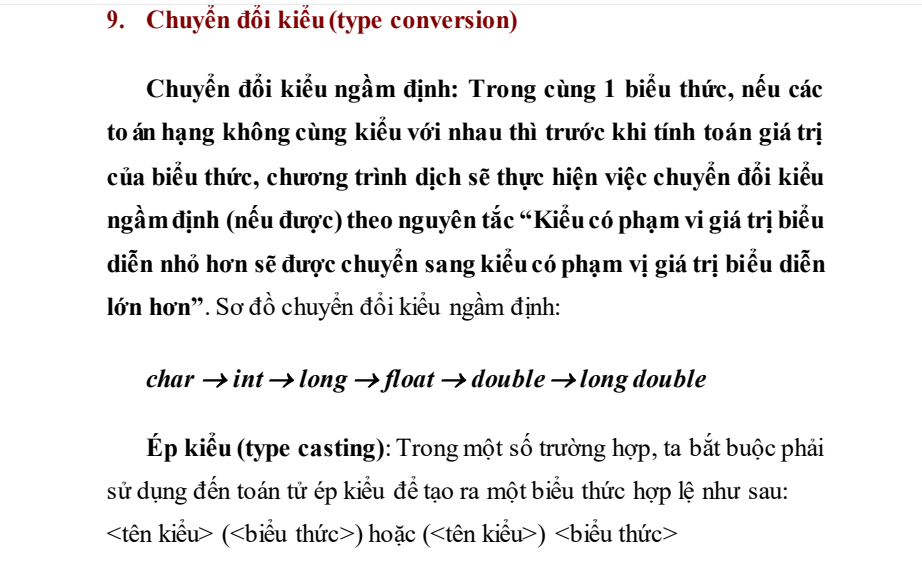 9. Chuyển đổi kiểu (type conversion)
Chuyển đổi kiểu ngầm định: Trong cùng 1 biểu thức, nếu các
toán hạng không cùng kiểu với nhau thì trước khi tính toán giá trị
của biểu thức, chương trình dịch sẽ thực hiện việc chuyển đổi kiểu
ngầm định (nếu được) theo nguyên tắc “Kiểu có phạm vi giá trị biểu
diễn nhỏ hơn sẽ được chuyển sang kiểu có phạm vị giá trị biểu diễn
lớn hơn”. Sơ đồ chuyển đổi kiểu ngầm định:
char → int → long → float → double → long double
Ép kiểu (type casting): Trong một số trường hợp, ta bắt buộc phải
sử dụng đến toán tử ép kiểu để tạo ra một biểu thức hợp lệ như sau:
<tên kiểu> (<biểu thức>) hoặc (<tên kiểu>) <biểu thức>